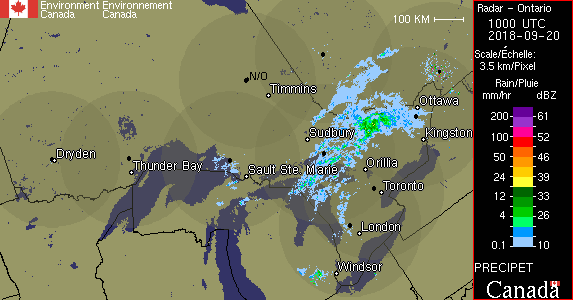 Environment Environnement
Canada Canada
100 KM
N/O
Timmins
Ottawa
Sudbury
Kingston
Dryden
Thunder Bay
Sault Ste. Marie
Orillia
Toronto
London
Windsor
Radar - Ontario
1000 UTC
2018-09-20
Scale/Échelle:
3.5 km/Pixel
Rain/Pluie
mm/hr dBZ
200 61
100 52
50 46
24 39
12 33
4 26
0.1 10
PRECIPET
Canada